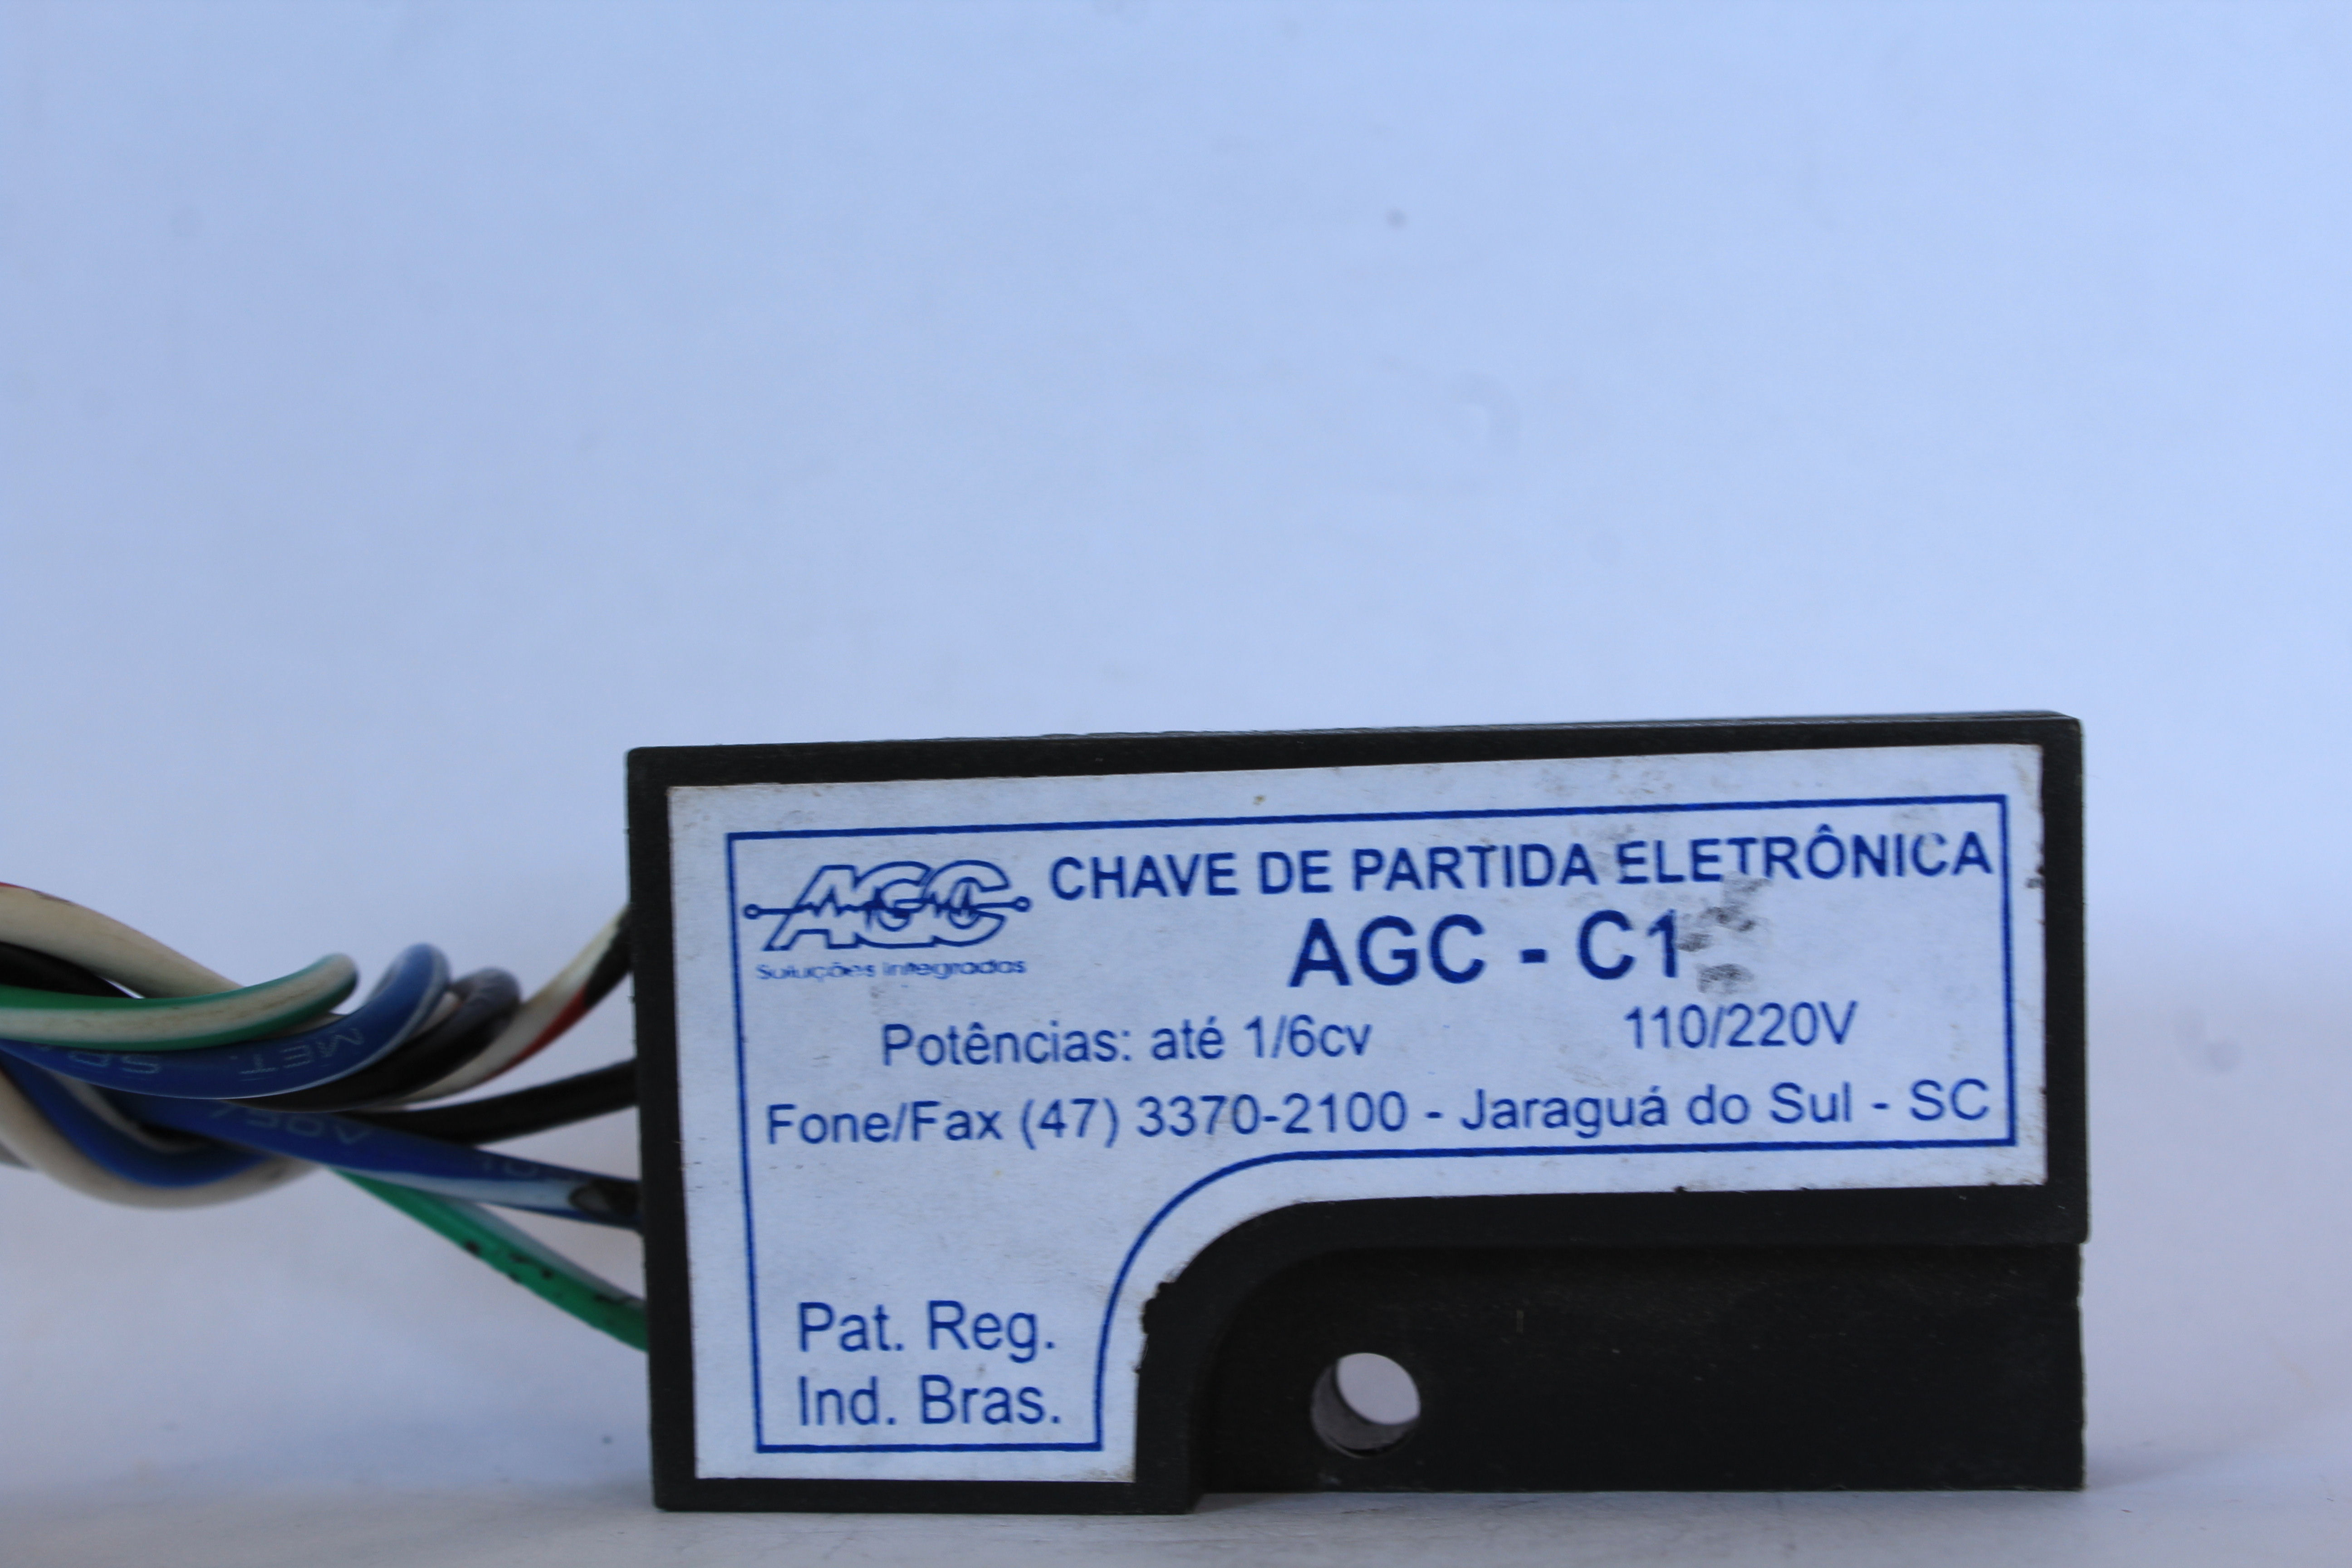 AGC
Soluções Integradas
CHAVE DE PARTIDA ELETRÔNICA
AGC - C1
Potências: até 1/6cv 110/220V
Fone/Fax (47) 3370-2100 - Jaraguá do Sul - SC
Pat. Reg.
Ind. Bras.